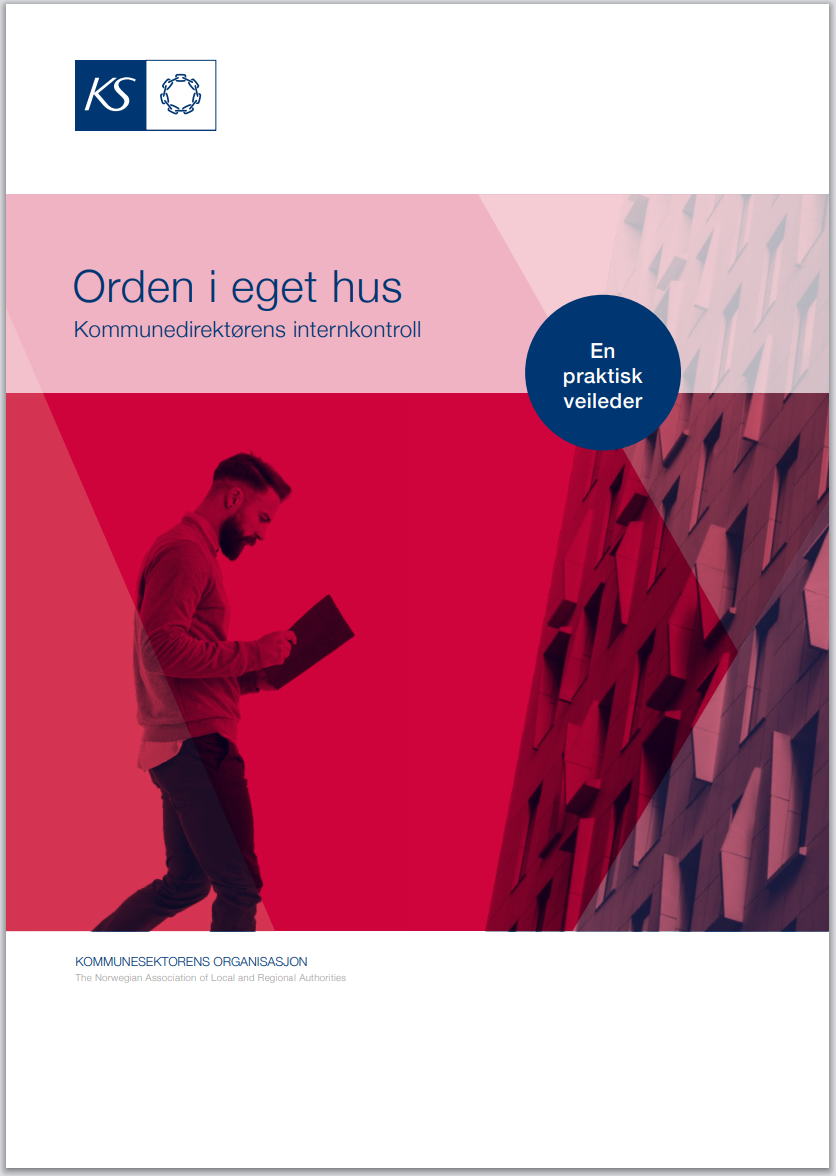 KS
Orden i eget hus
Kommunedirektørens internkontroll
En
praktisk
veileder
KOMMUNESEKTORENS ORGANISASJON
The Norwegian Association of Local and Regional Authorities